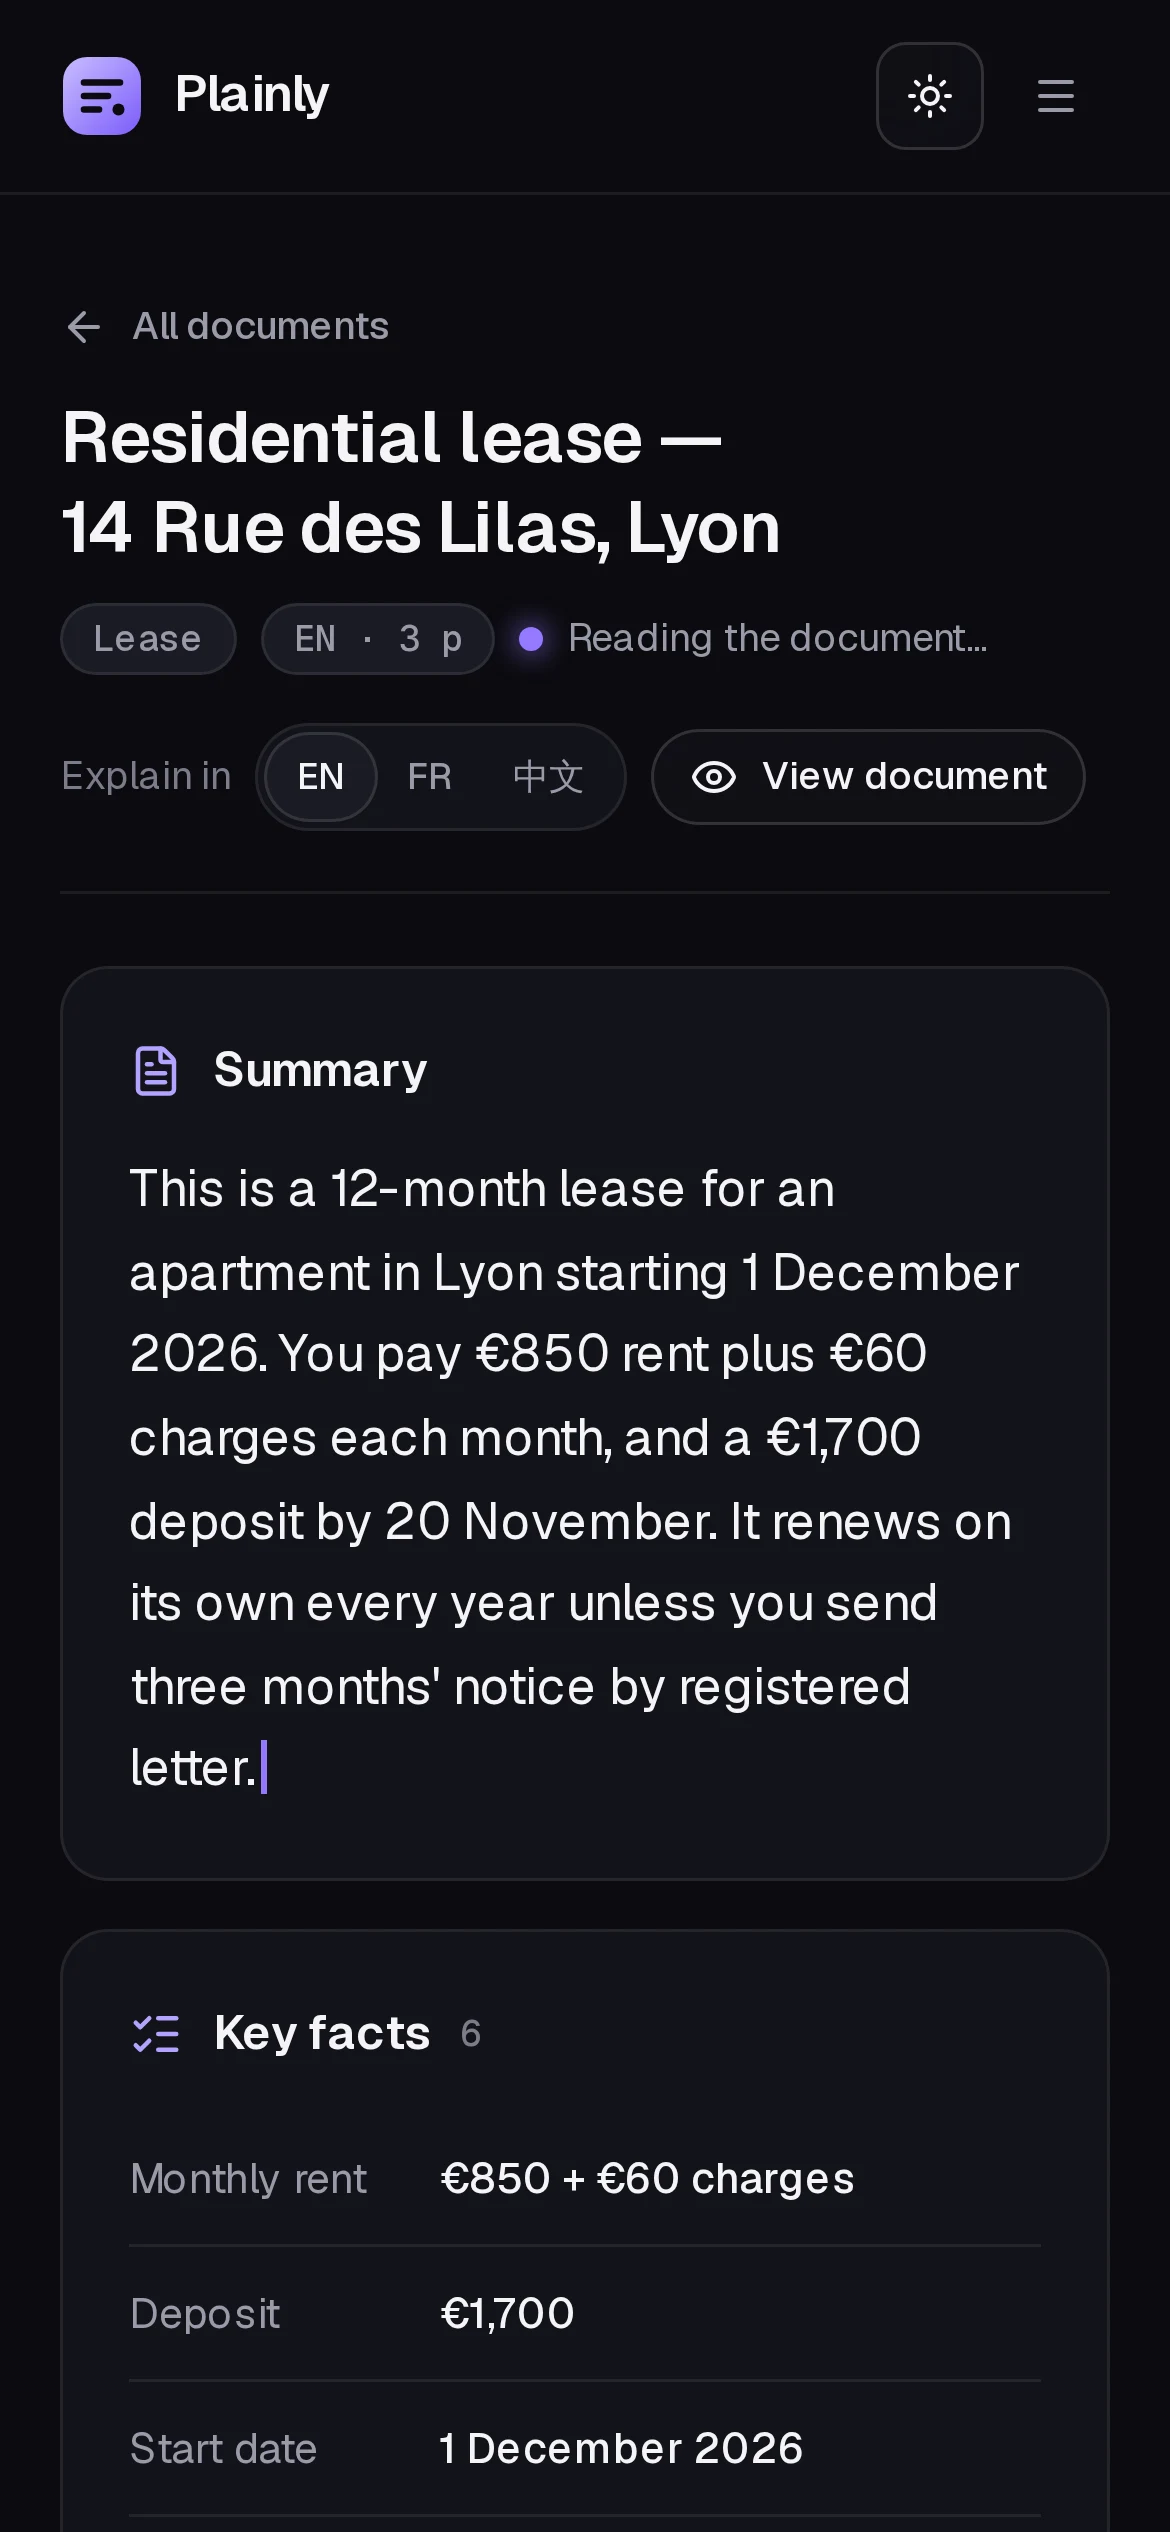 Plainly
All documents
Residential lease —
14 Rue des Lilas, Lyon
Lease
EN · 3 p
Reading the document…
Explain in
EN
FR
中文
View document
Summary
This is a 12-month lease for an
apartment in Lyon starting 1 December
2026. You pay €850 rent plus €60
charges each month, and a €1,700
deposit by 20 November. It renews on
its own every year unless you send
three months' notice by registered
letter.
Key facts 6
Monthly rent €850 + €60 charges
Deposit €1,700
Start date 1 December 2026